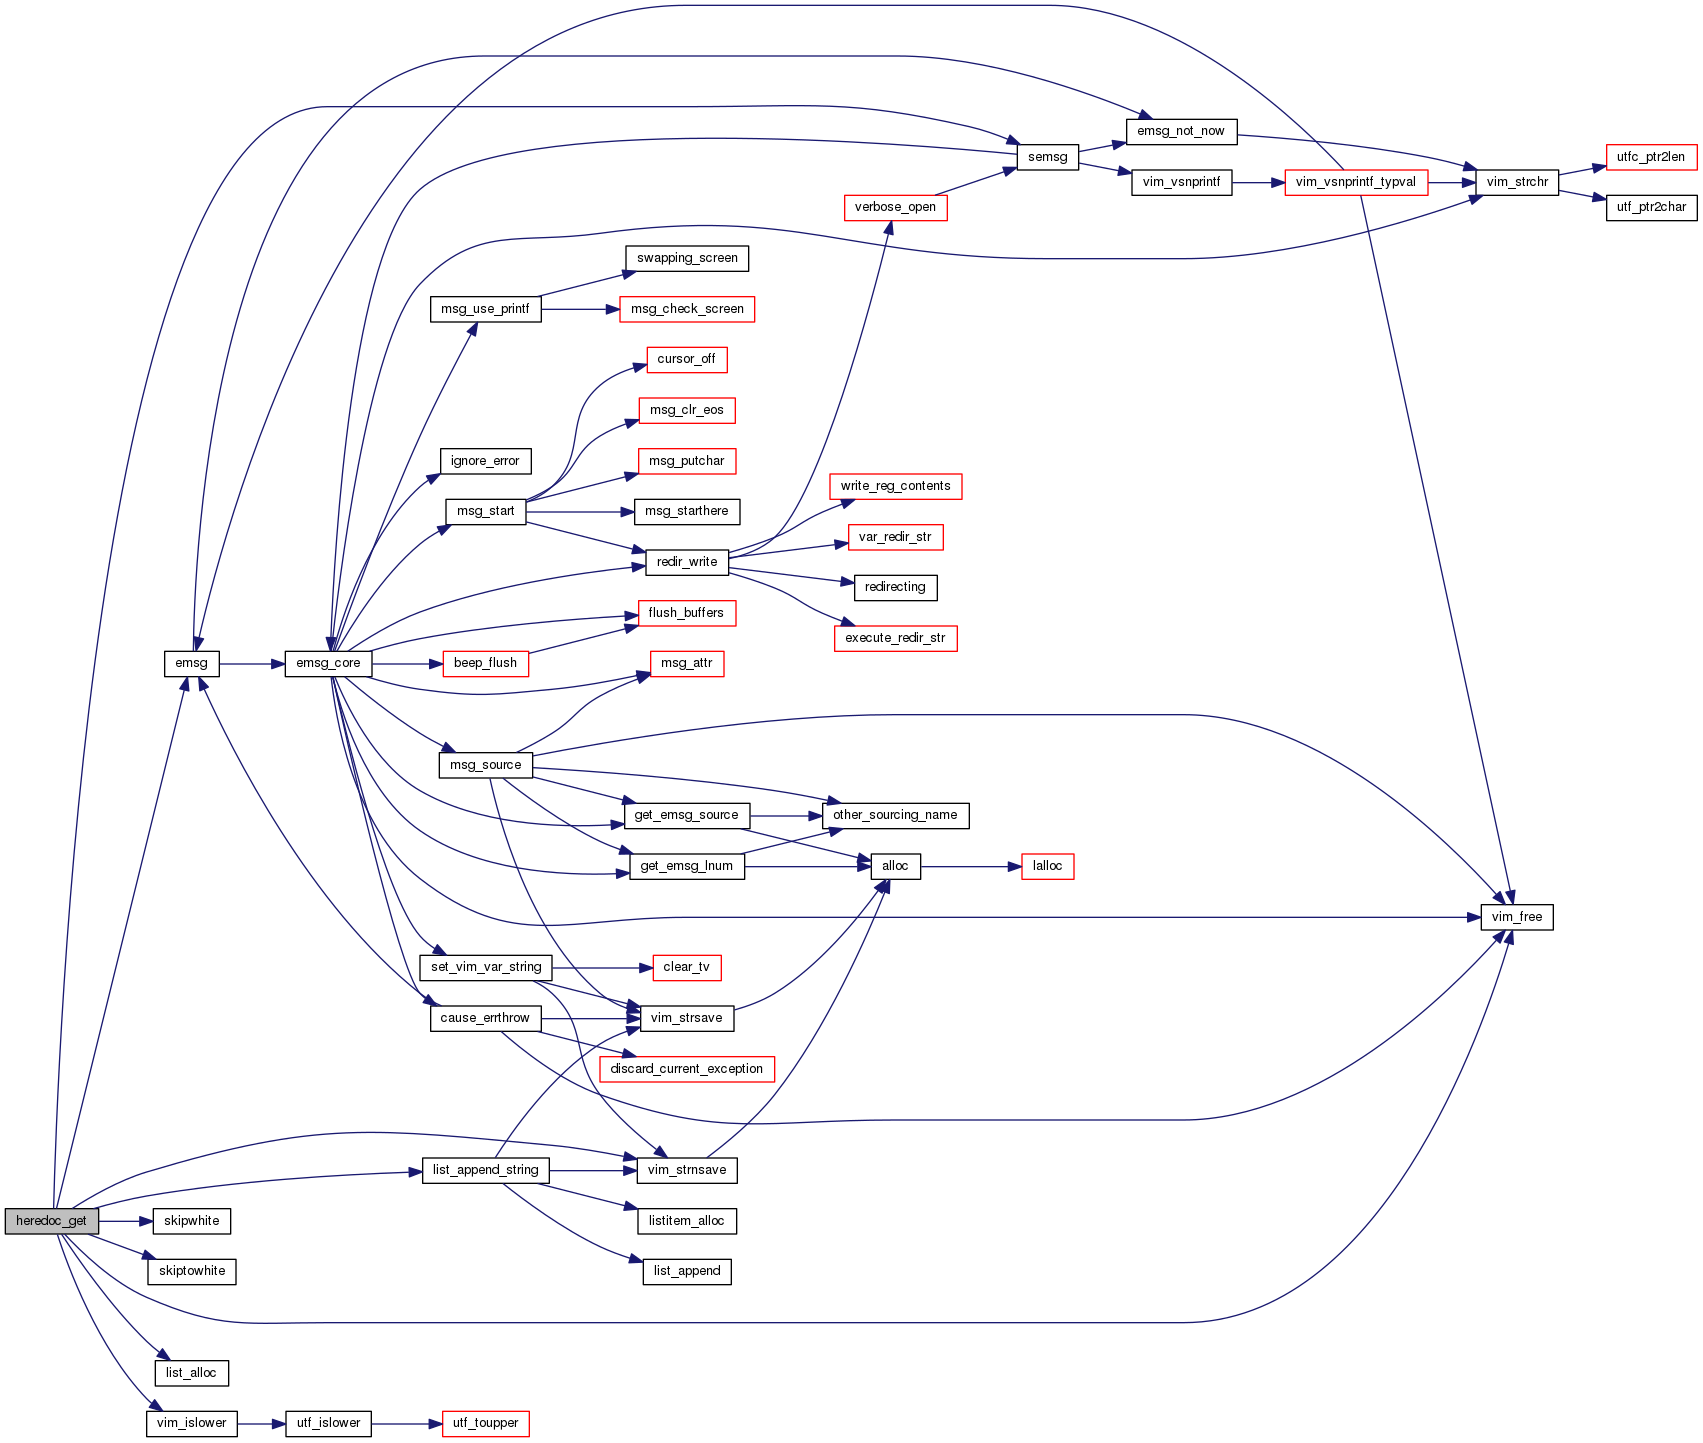 emsg_not_now
semsg
utfc_ptr2len
vim_vsnprintf
vim_vsnprintf_typval
vim_strchr
verbose_open
utf_ptr2char
swapping_screen
msg_use_printf
msg_check_screen
cursor_off
msg_clr_eos
ignore_error
msg_putchar
write_reg_contents
msg_start
msg_starthere
var_redir_str
redir_write
redirecting
flush_buffers
execute_redir_str
emsg
emsg_core
beep_flush
msg_attr
msg_source
get_emsg_source
other_sourcing_name
get_emsg_lnum
alloc
lalloc
vim_free
set_vim_var_string
clear_tv
cause_errthrow
vim_strsave
discard_current_exception
list_append_string
vim_strnsave
heredoc_get
skipwhite
listitem_alloc
skiptowhite
list_append
list_alloc
vim_islower
utf_islower
utf_toupper